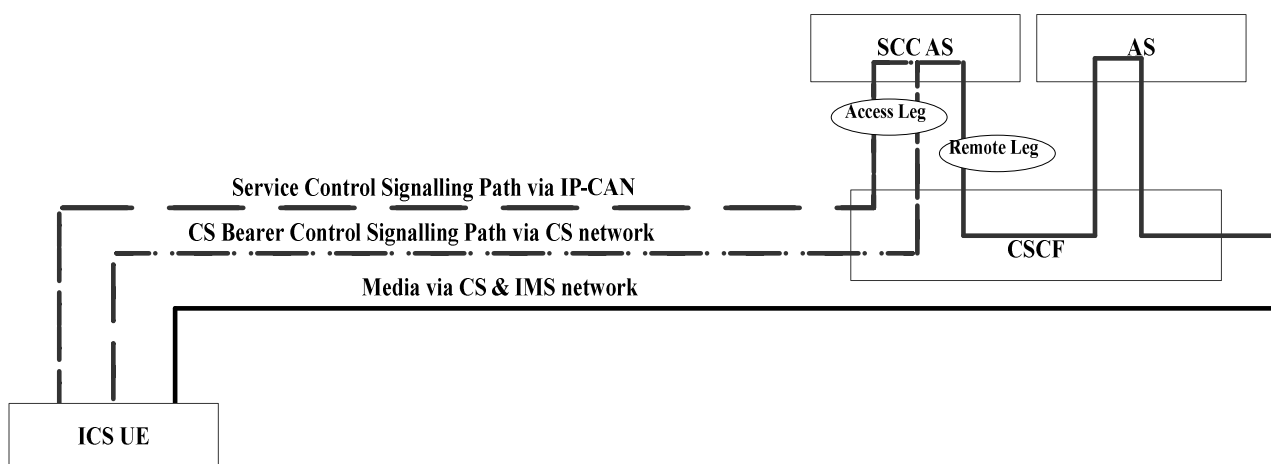 SCC AS
AS
Access Leg
Remote Leg
Service Control Signalling Path via IP-CAN
CS Bearer Control Signalling Path via CS network
CSCF
Media via CS & IMS network
ICS UE